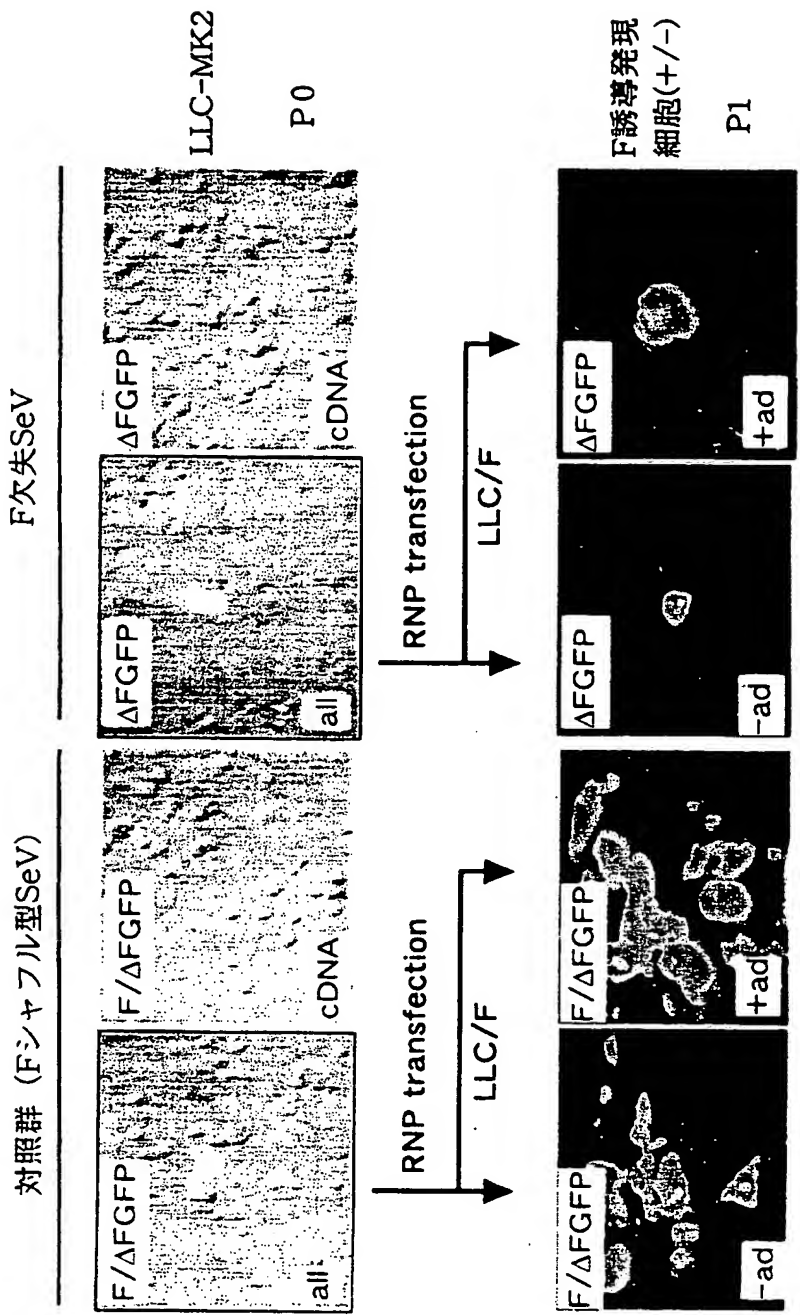 対照群 (Fシャフル型SeV)
F欠失SeV
F/ΔFGFP
all
F/ΔFGFP
cDNA
ΔFGFP
all
ΔFGFP
cDNA
LLC-MK2
P0
RNP transfection
LLC/F
RNP transfection
LLC/F
F/ΔFGFP
-ad
F/ΔFGFP
+ad
ΔFGFP
-ad
ΔFGFP
+ad
F誘導発現
細胞(+/-)
P1